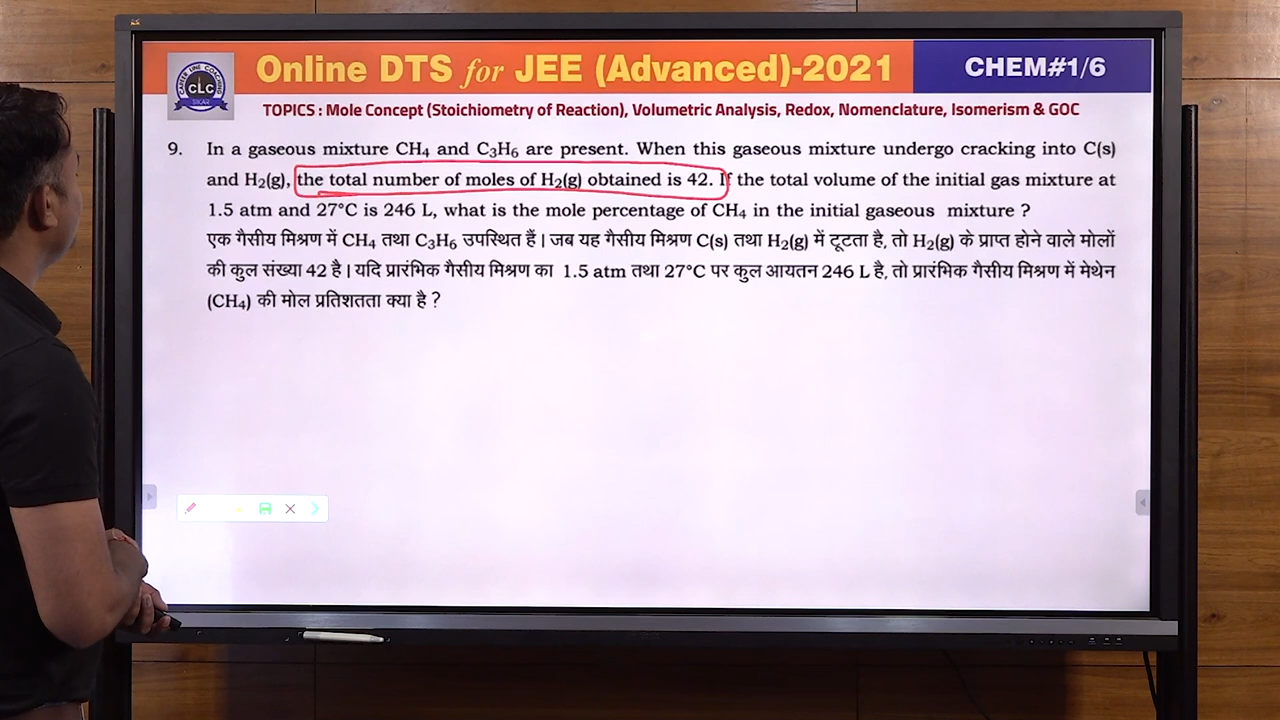 Online DTS for JEE (Advanced)-2021
CHEM#1/6
CAREER LINE COACHING
CLC
SIKAR
TOPICS : Mole Concept (Stoichiometry of Reaction), Volumetric Analysis, Redox, Nomenclature, Isomerism & GOC
9. In a gaseous mixture CH₄ and C₃H₆ are present. When this gaseous mixture undergo cracking into C(s)
and H₂(g), the total number of moles of H₂(g) obtained is 42. If the total volume of the initial gas mixture at
1.5 atm and 27°C is 246 L, what is the mole percentage of CH₄ in the initial gaseous mixture ?
एक गैसीय मिश्रण में CH₄ तथा C₃H₆ उपस्थित हैं। जब यह गैसीय मिश्रण C(s) तथा H₂(g) में टूटता है, तो H₂(g) के प्राप्त होने वाले मोलों
की कुल संख्या 42 है। यदि प्रारंभिक गैसीय मिश्रण का 1.5 atm तथा 27°C पर कुल आयतन 246 L है, तो प्रारंभिक गैसीय मिश्रण में मेथेन
(CH₄) की मोल प्रतिशतता क्या है ?